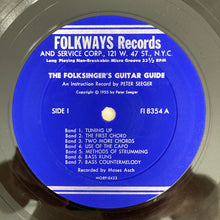 FOLKWAYS Records
AND SERVICE CORP., 121 W. 47 ST., N.Y.C.
Long Playing Non-Breakable Micro Groove 33⅓ RPM
THE FOLKSINGER'S GUITAR GUIDE
An Instruction Record by PETER SEEGER
Copyright © 1955 by Peter Seeger
SIDE 1 FI 8354 A
Band 1 TUNING UP
Band 2 THE FIRST CHORD
Band 3 TWO MORE CHORDS
Band 4 USE OF THE CAPO
Band 5 METHODS OF STRUMMING
Band 6 BASS RUNS
Band 7 BASS COUNTERMELODY
Recorded by Moses Asch